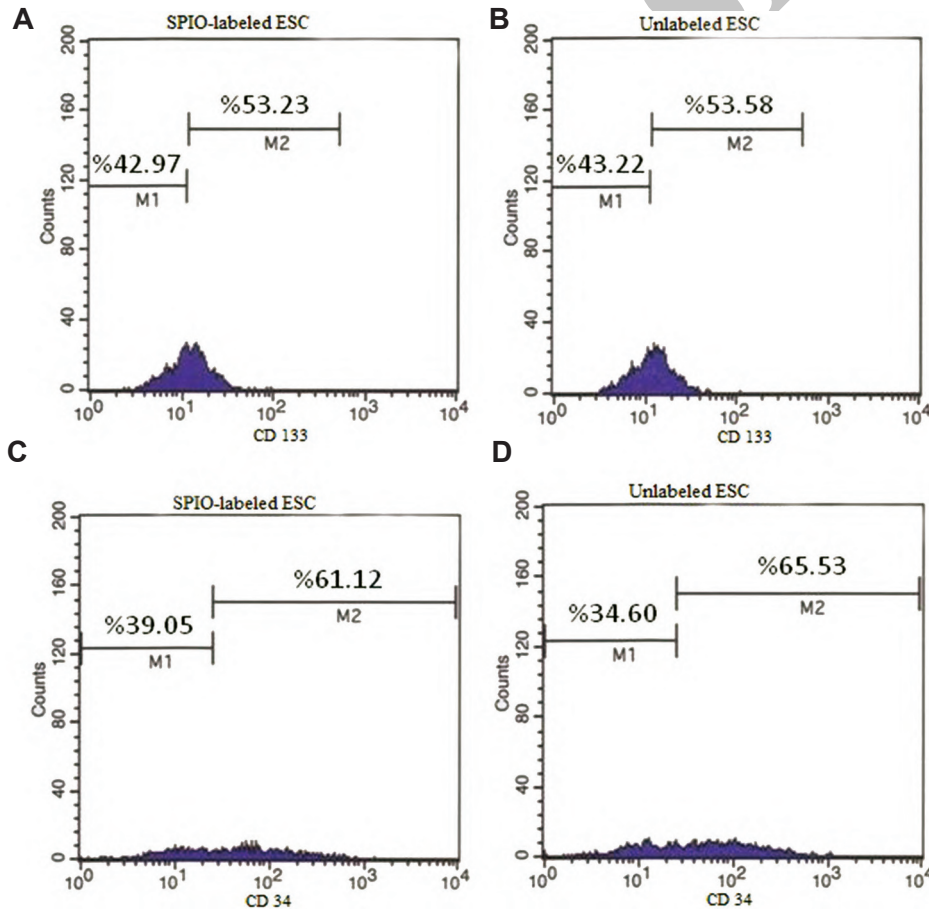 A
SPIO-labeled ESC
200
160
120
80
40
0
Counts
%53.23
M2
%42.97
M1
10^0 10^1 10^2 10^3 10^4
CD 133
B
Unlabeled ESC
200
160
120
80
40
0
Counts
%53.58
M2
%43.22
M1
10^0 10^1 10^2 10^3 10^4
CD 133
C
SPIO-labeled ESC
200
160
120
80
40
0
Counts
%61.12
M2
%39.05
M1
10^0 10^1 10^2 10^3 10^4
CD 34
D
Unlabeled ESC
200
160
120
80
40
0
Counts
%65.53
M2
%34.60
M1
10^0 10^1 10^2 10^3 10^4
CD 34